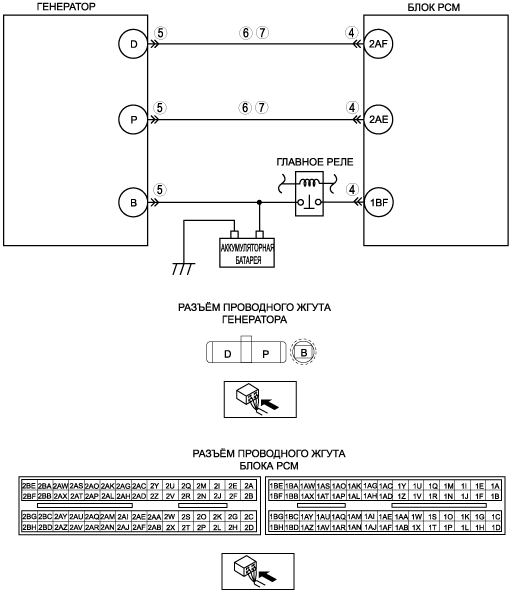 ГЕНЕРАТОР
БЛОК PCM
D 5 6 7 4 2AF
P 5 6 7 4 2AE
ГЛАВНОЕ РЕЛЕ
B 5 4 1BF
АККУМУЛЯТОРНАЯ
БАТАРЕЯ
РАЗЪЁМ ПРОВОДНОГО ЖГУТА
ГЕНЕРАТОРА
D P B
РАЗЪЁМ ПРОВОДНОГО ЖГУТА
БЛОКА PCM
2BE 2BA 2AW 2AS 2AO 2AK 2AG 2AC 2Y 2U 2Q 2M 2I 2E 2A 1BE 1BA 1AW 1AS 1AO 1AK 1AG 1AC 1Y 1U 1Q 1M 1I 1E 1A
2BF 2BB 2AX 2AT 2AP 2AL 2AH 2AD 2Z 2V 2R 2N 2J 2F 2B 1BF 1BB 1AX 1AT 1AP 1AL 1AH 1AD 1Z 1V 1R 1N 1J 1F 1B
2BG 2BC 2AY 2AU 2AQ 2AM 2AI 2AE 2AA 2W 2S 2O 2K 2G 2C 1BG 1BC 1AY 1AU 1AQ 1AM 1AI 1AE 1AA 1W 1S 1O 1K 1G 1C
2BH 2BD 2AZ 2AV 2AR 2AN 2AJ 2AF 2AB 2X 2T 2P 2L 2H 2D 1BH 1BD 1AZ 1AV 1AR 1AN 1AJ 1AF 1AB 1X 1T 1P 1L 1H 1D